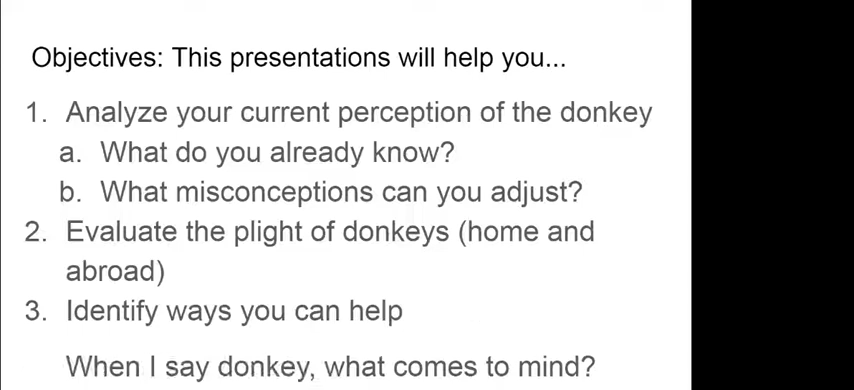 Objectives: This presentations will help you...
1. Analyze your current perception of the donkey
a. What do you already know?
b. What misconceptions can you adjust?
2. Evaluate the plight of donkeys (home and
abroad)
3. Identify ways you can help
When I say donkey, what comes to mind?